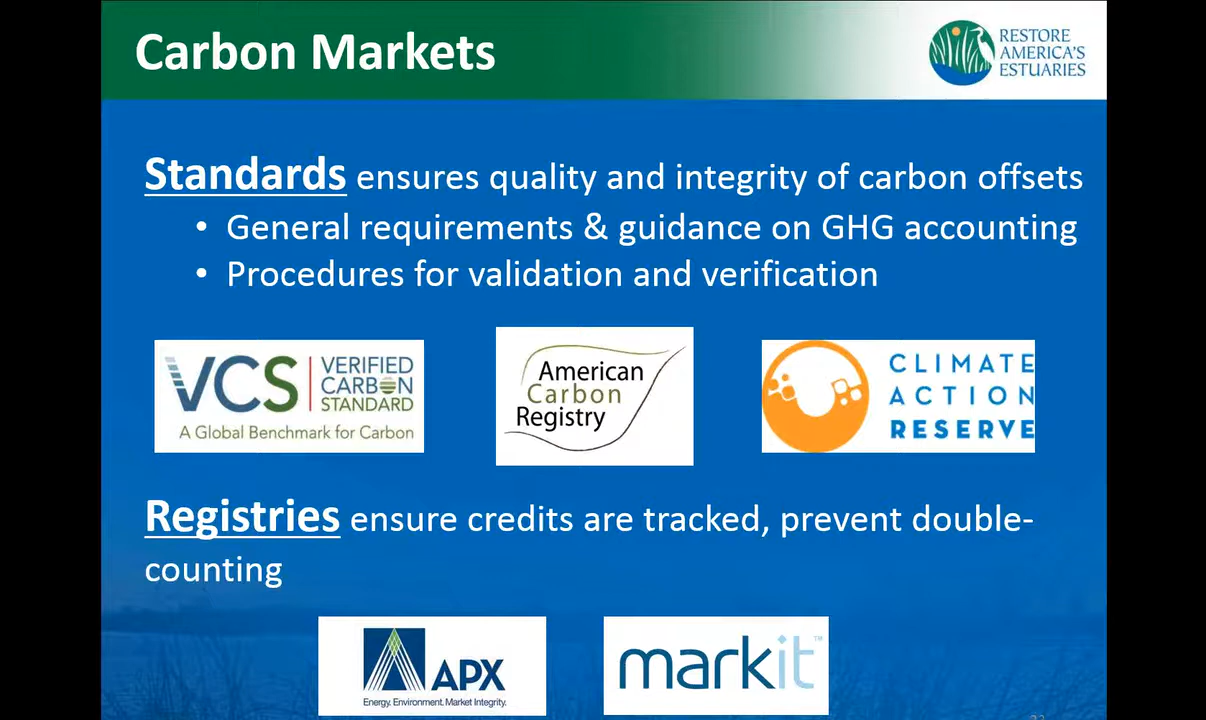 Carbon Markets
RESTORE
AMERICA'S
ESTUARIES
Standards ensures quality and integrity of carbon offsets
• General requirements & guidance on GHG accounting
• Procedures for validation and verification
VCS VERIFIED
CARBON
STANDARD
A Global Benchmark for Carbon
American
Carbon
Registry
CLIMATE
ACTION
RESERVE
Registries ensure credits are tracked, prevent double-
counting
APX
Energy. Environment. Market Integrity.
markit™